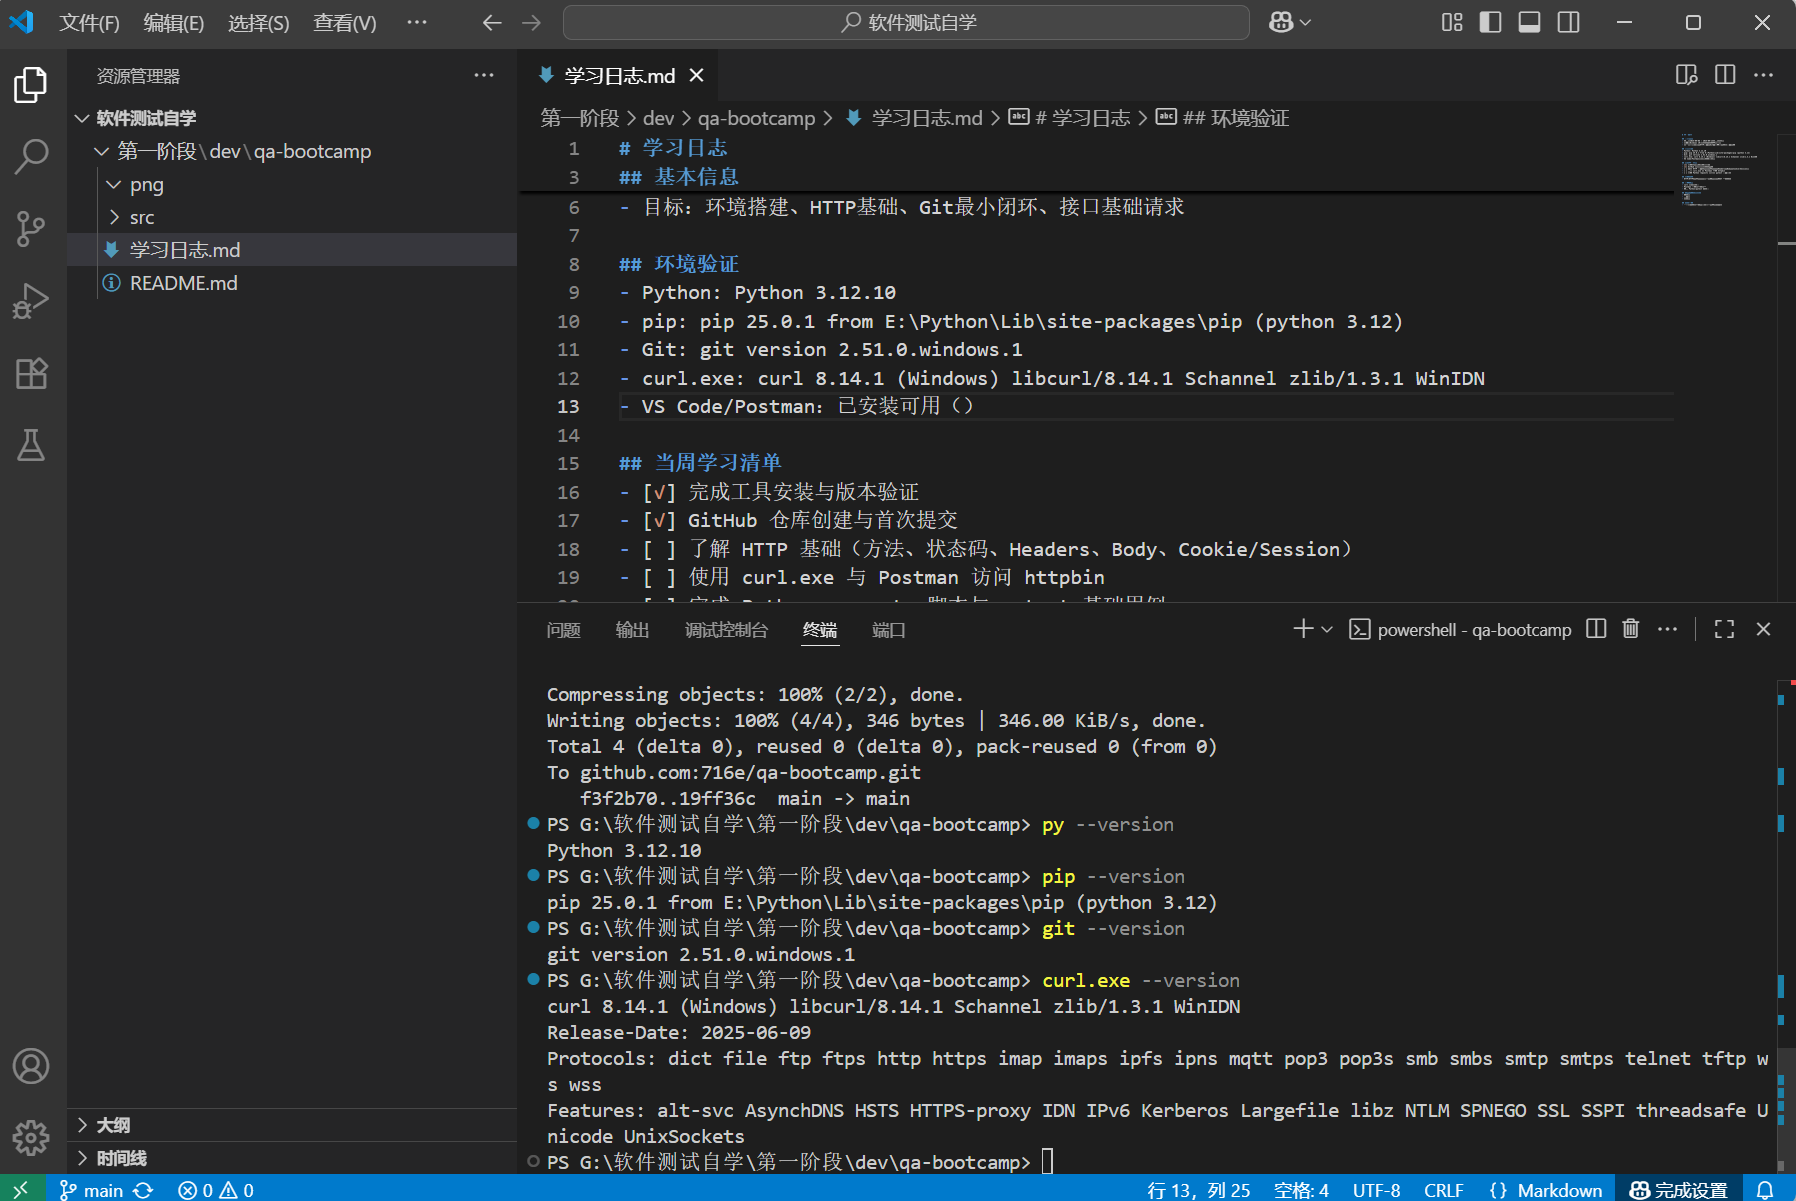 文件(F) 编辑(E) 选择(S) 查看(V) ··· 软件测试自学
资源管理器 ···
软件测试自学
第一阶段\dev\qa-bootcamp
png
src
学习日志.md
README.md
大纲
时间线
学习日志.md
第一阶段 > dev > qa-bootcamp > 学习日志.md > # 学习日志 > ## 环境验证
1 # 学习日志
3 ## 基本信息
6 - 目标：环境搭建、HTTP基础、Git最小闭环、接口基础请求
7
8 ## 环境验证
9 - Python: Python 3.12.10
10 - pip: pip 25.0.1 from E:\Python\Lib\site-packages\pip (python 3.12)
11 - Git: git version 2.51.0.windows.1
12 - curl.exe: curl 8.14.1 (Windows) libcurl/8.14.1 Schannel zlib/1.3.1 WinIDN
13 - VS Code/Postman：已安装可用（）
14
15 ## 当周学习清单
16 - [√] 完成工具安装与版本验证
17 - [√] GitHub 仓库创建与首次提交
18 - [ ] 了解 HTTP 基础（方法、状态码、Headers、Body、Cookie/Session）
19 - [ ] 使用 curl.exe 与 Postman 访问 httpbin
问题 输出 调试控制台 终端 端口 powershell - qa-bootcamp
Compressing objects: 100% (2/2), done.
Writing objects: 100% (4/4), 346 bytes | 346.00 KiB/s, done.
Total 4 (delta 0), reused 0 (delta 0), pack-reused 0 (from 0)
To github.com:716e/qa-bootcamp.git
f3f2b70..19ff36c main -> main
PS G:\软件测试自学\第一阶段\dev\qa-bootcamp> py --version
Python 3.12.10
PS G:\软件测试自学\第一阶段\dev\qa-bootcamp> pip --version
pip 25.0.1 from E:\Python\Lib\site-packages\pip (python 3.12)
PS G:\软件测试自学\第一阶段\dev\qa-bootcamp> git --version
git version 2.51.0.windows.1
PS G:\软件测试自学\第一阶段\dev\qa-bootcamp> curl.exe --version
curl 8.14.1 (Windows) libcurl/8.14.1 Schannel zlib/1.3.1 WinIDN
Release-Date: 2025-06-09
Protocols: dict file ftp ftps http https imap imaps ipfs ipns mqtt pop3 pop3s smb smbs smtp smtps telnet tftp w
s wss
Features: alt-svc AsynchDNS HSTS HTTPS-proxy IDN IPv6 Kerberos Largefile libz NTLM SPNEGO SSL SSPI threadsafe U
nicode UnixSockets
PS G:\软件测试自学\第一阶段\dev\qa-bootcamp>
main 0 0 行 13，列 25 空格: 4 UTF-8 CRLF {} Markdown 完成设置